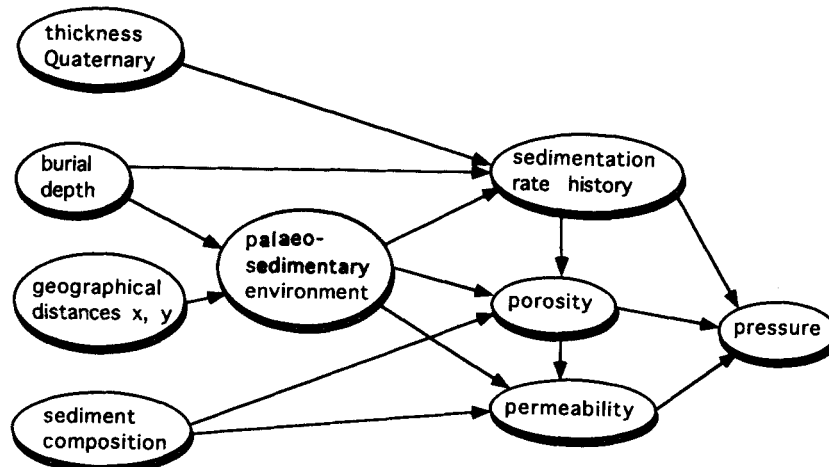 thickness
Quaternary
burial
depth
geographical
distances x, y
sediment
composition
palaeo-
sedimentary
environment
sedimentation
rate history
porosity
permeability
pressure